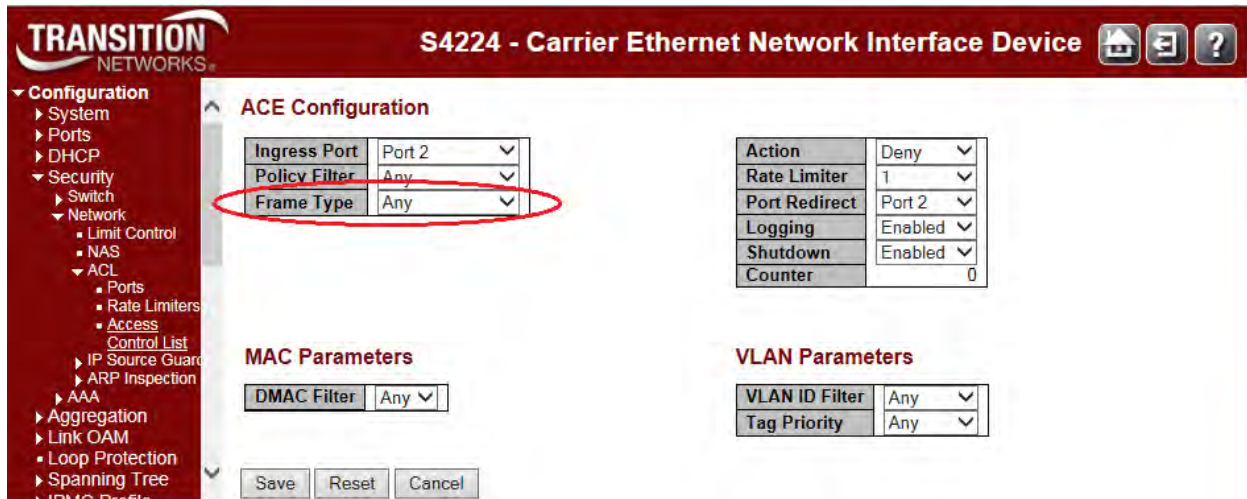 TRANSITION
NETWORKS®
S4224 - Carrier Ethernet Network Interface Device
?
Configuration
System
Ports
DHCP
Security
Switch
Network
Limit Control
NAS
ACL
Ports
Rate Limiters
Access
Control List
IP Source Guard
ARP Inspection
AAA
Aggregation
Link OAM
Loop Protection
Spanning Tree
IPMC Profile
ACE Configuration
Ingress Port Port 2
Policy Filter Any
Frame Type Any
Action Deny
Rate Limiter 1
Port Redirect Port 2
Logging Enabled
Shutdown Enabled
Counter 0
MAC Parameters
DMAC Filter Any
VLAN Parameters
VLAN ID Filter Any
Tag Priority Any
Save Reset Cancel